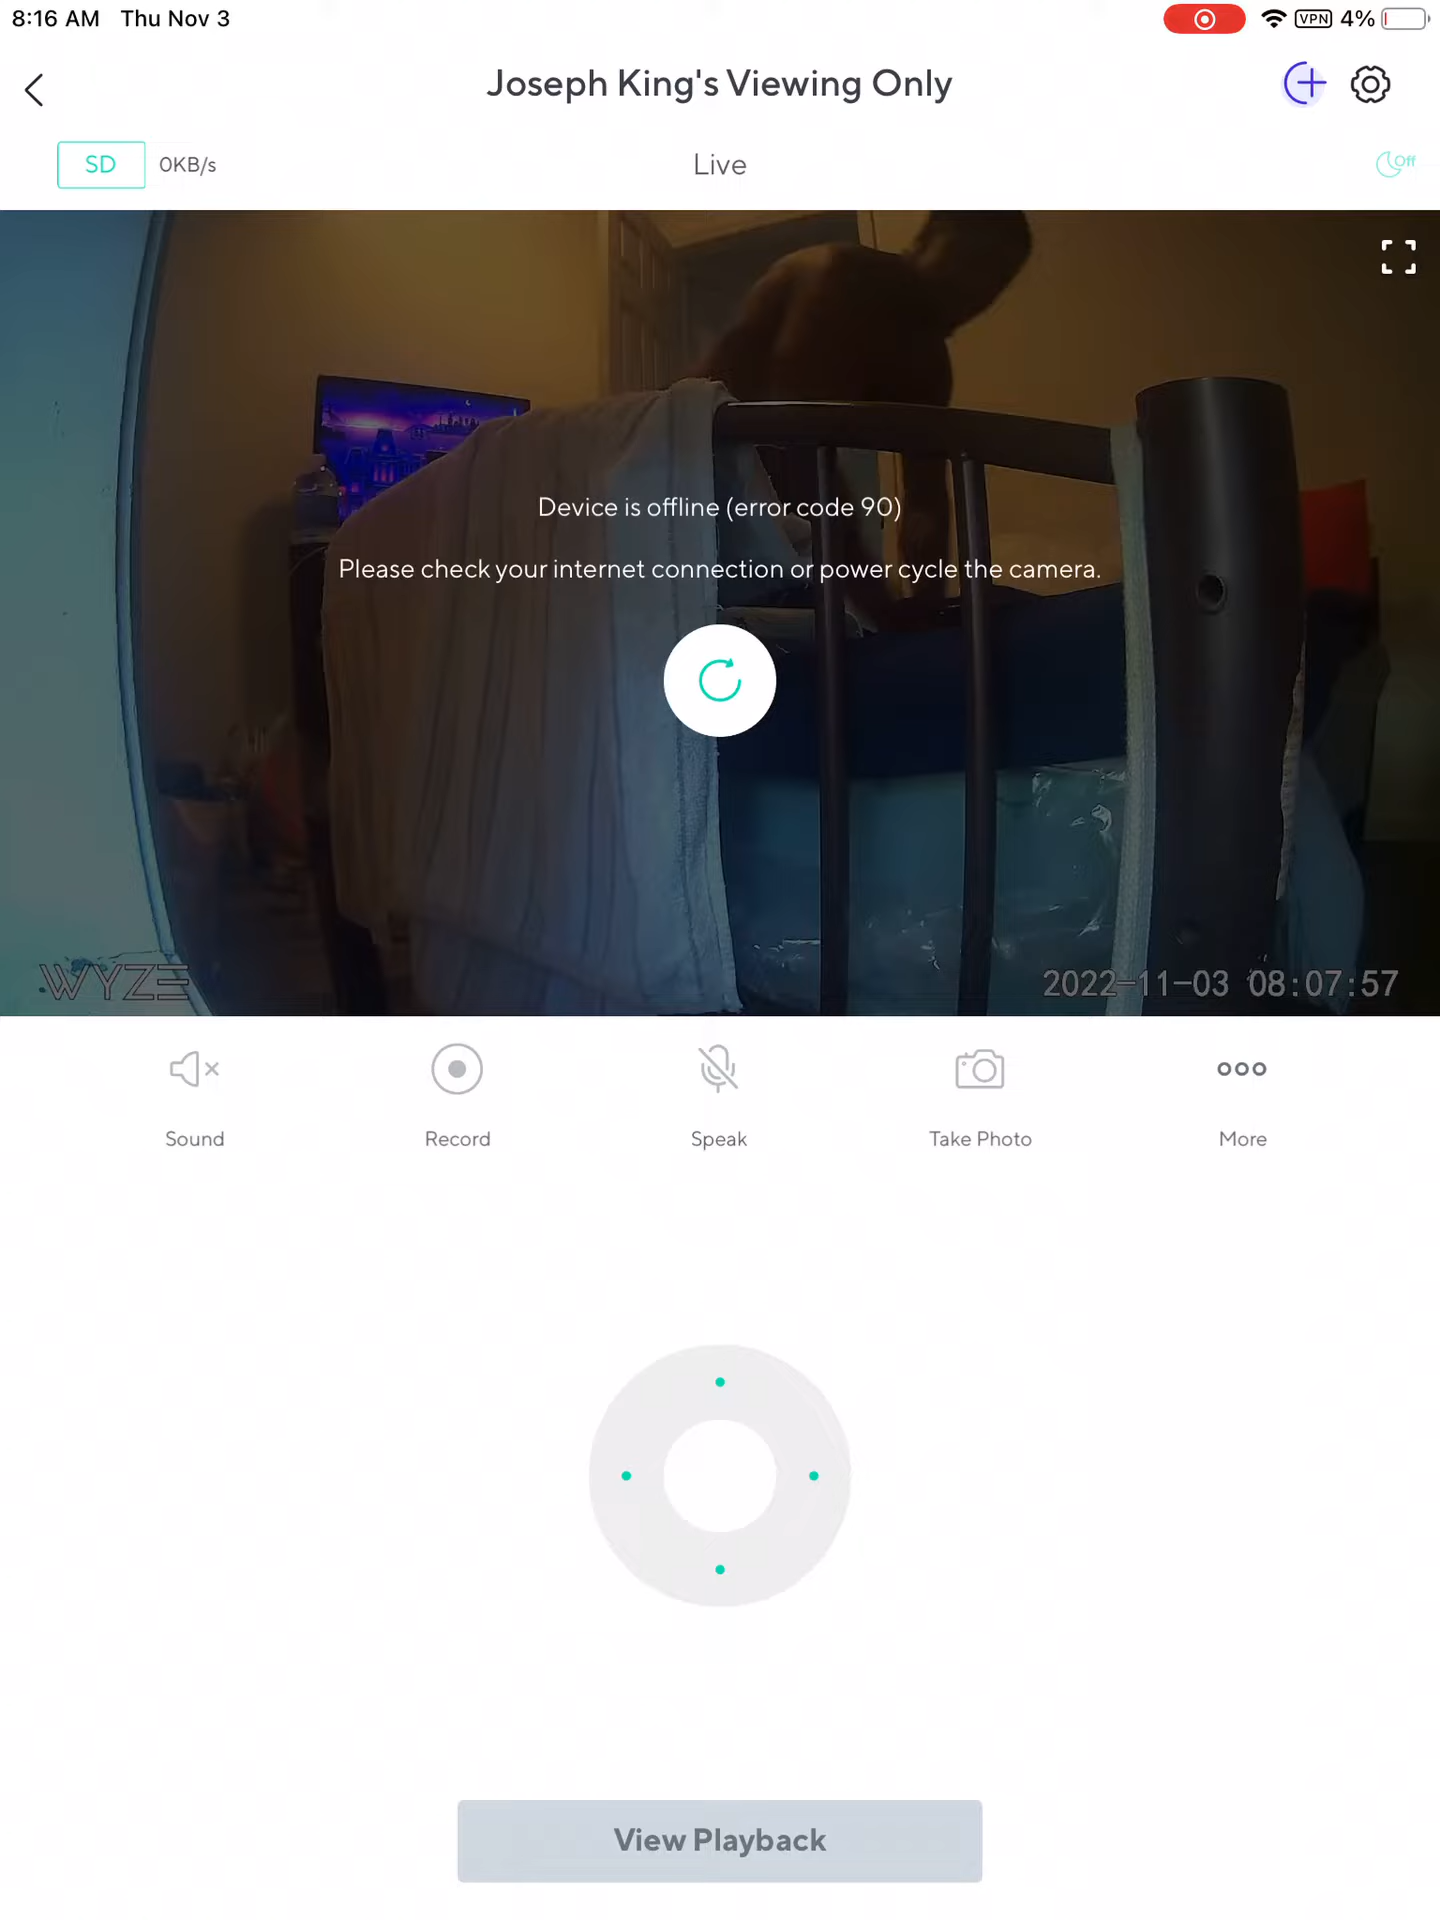 8:16 AM Thu Nov 3 VPN 4%
Joseph King's Viewing Only
SD 0KB/s Live Off
Device is offline (error code 90)
Please check your internet connection or power cycle the camera.
WYZE 2022-11-03 08:07:57
Sound Record Speak Take Photo More
View Playback